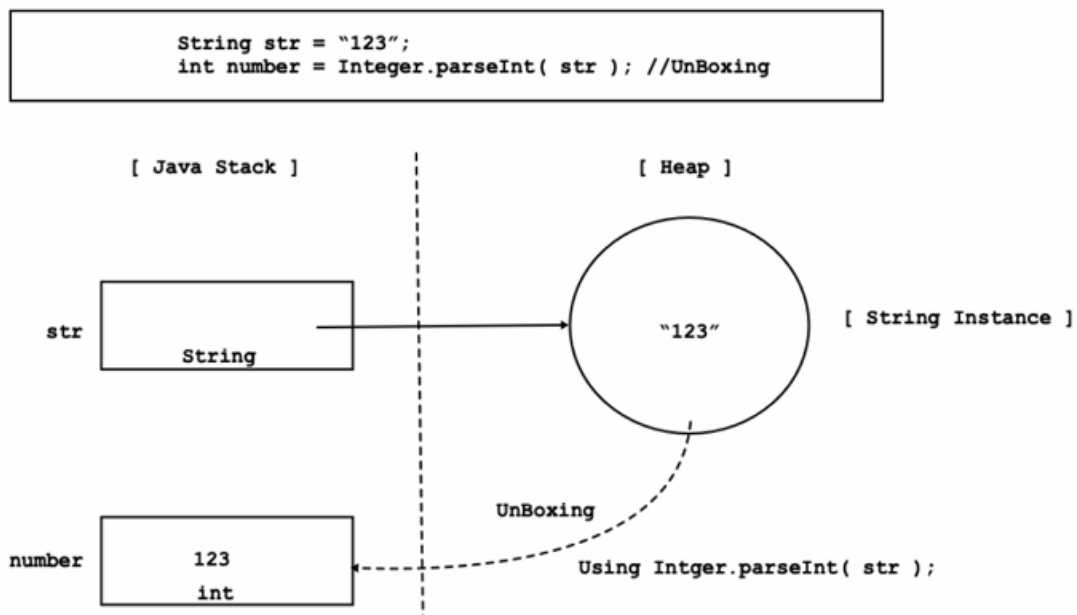 String str = “123”;
int number = Integer.parseInt( str ); //UnBoxing
[ Java Stack ]
[ Heap ]
str
String
“123”
[ String Instance ]
UnBoxing
number
123
int
Using Intger.parseInt( str );